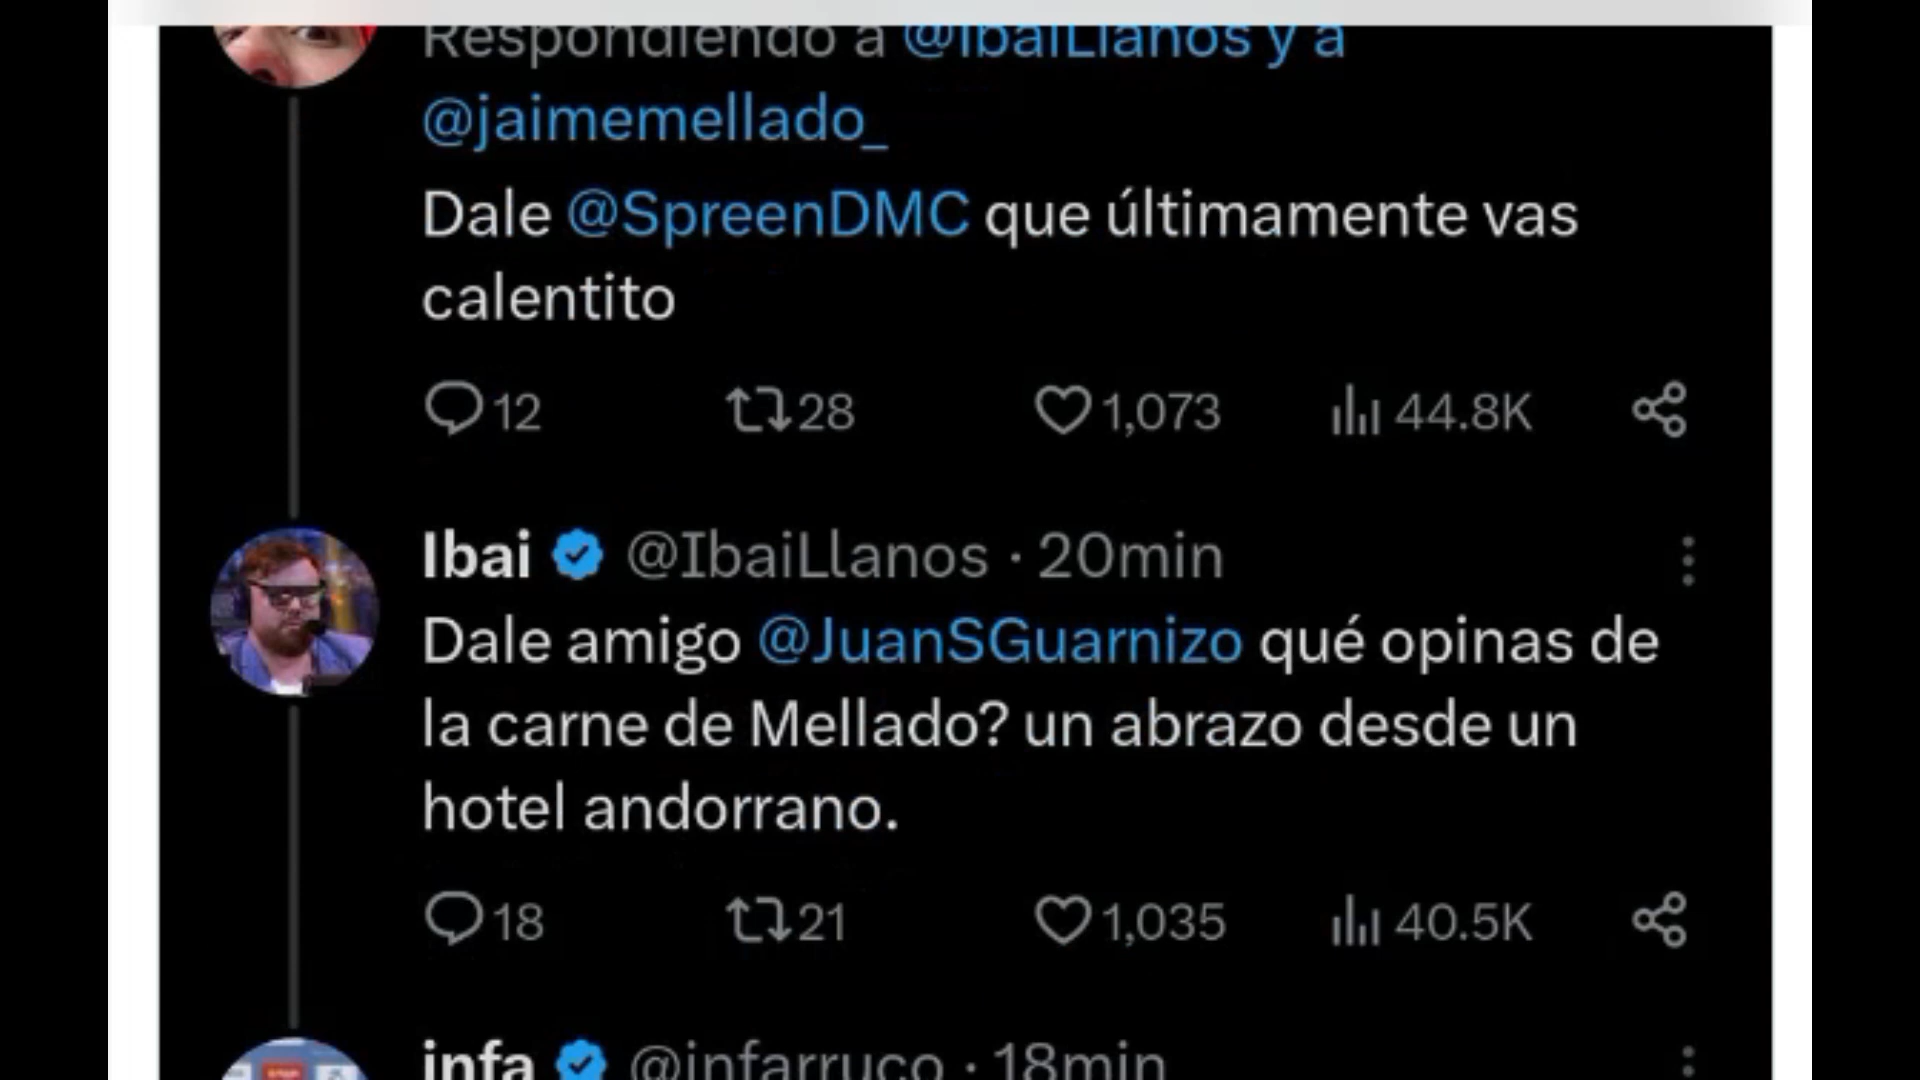 Respondiendo a @IbaiLlanos y a
@jaimemellado_
Dale @SpreenDMC que últimamente vas
calentito
12 28 1,073 44.8K
Ibai @IbaiLlanos · 20min
Dale amigo @JuanSGuarnizo qué opinas de
la carne de Mellado? un abrazo desde un
hotel andorrano.
18 21 1,035 40.5K
infa @infarruco · 18min